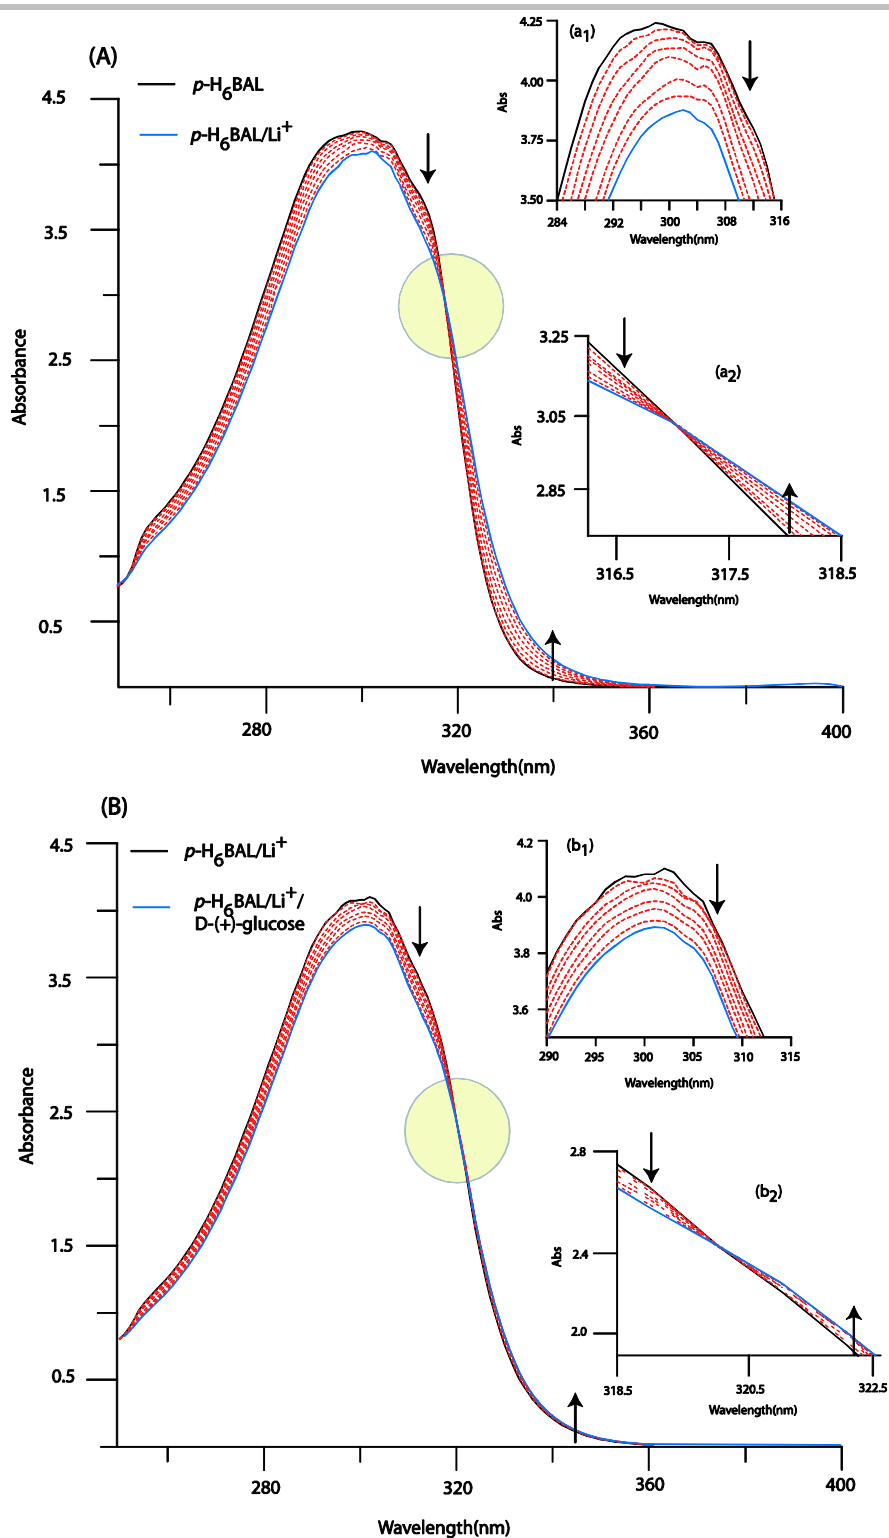 (A)
p-H6BAL
p-H6BAL/Li+
4.5
3.5
2.5
1.5
0.5
Absorbance
280
320
360
400
Wavelength(nm)
(a1)
4.25
4.00
3.75
3.50
Abs
284
292
300
308
316
Wavelength(nm)
(a2)
3.25
3.05
2.85
Abs
316.5
317.5
318.5
Wavelength(nm)
(B)
p-H6BAL/Li+
p-H6BAL/Li+/
D-(+)-glucose
4.5
3.5
2.5
1.5
0.5
Absorbance
280
320
360
400
Wavelength(nm)
(b1)
4.2
4.0
3.8
3.6
Abs
290
295
300
305
310
315
Wavelength(nm)
(b2)
2.8
2.4
2.0
Abs
318.5
320.5
322.5
Wavelength(nm)